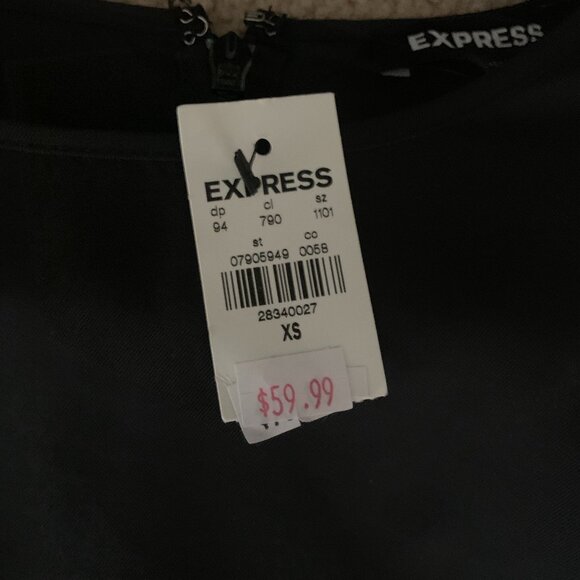 EXPRESS
EXPRESS
dp cl sz
94 790 1101
st co
07905949 0058
28340027
XS
$59.99